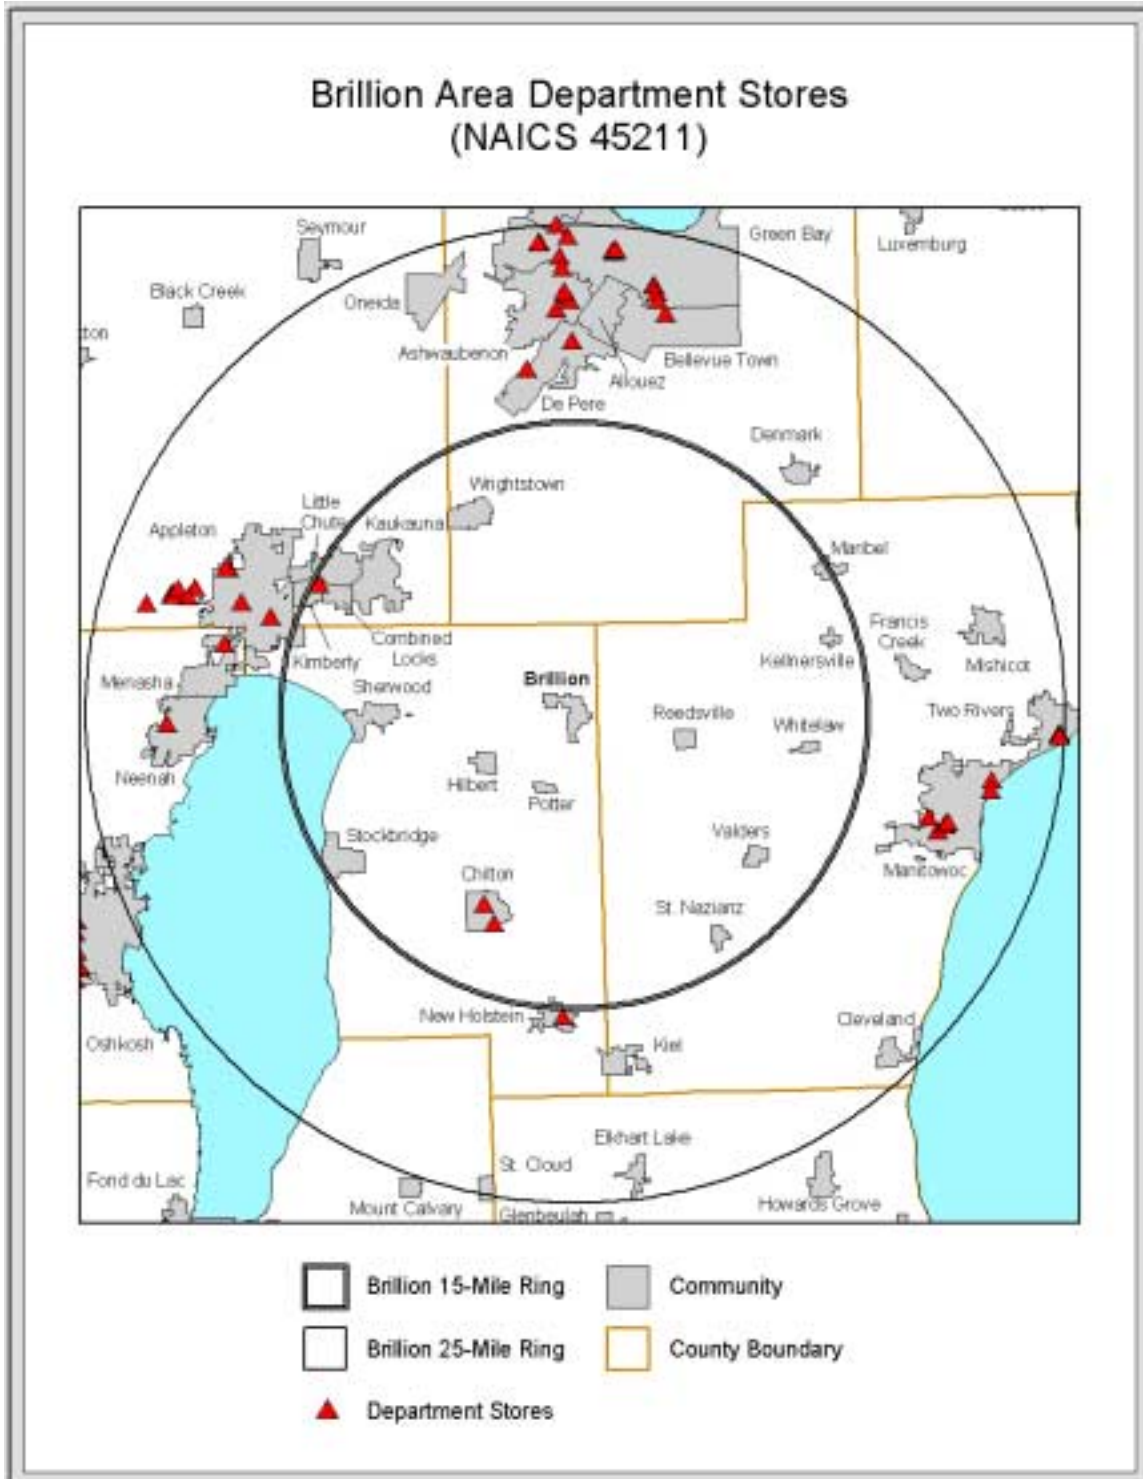 Brillion Area Department Stores
(NAICS 45211)
Seymour
Green Bay
Luxemburg
Black Creek
Oneida
ton
Ashwaubenon
Bellevue Town
Allouez
De Pere
Denmark
Wrightstown
Little
Chute
Kaukauna
Appleton
Maribel
Francis
Creek
Combined
Locks
Kimberly
Kellnersville
Mishicot
Menasha
Sherwood
Brillion
Reedsville
Whitelaw
Two Rivers
Neenah
Hilbert
Potter
Stockbridge
Valders
Manitowoc
Chilton
St. Nazianz
New Holstein
Cleveland
Oshkosh
Kiel
Elkhart Lake
St. Cloud
Fond du Lac
Mount Calvary
Glenbeulah
Howards Grove
Brillion 15-Mile Ring
Community
Brillion 25-Mile Ring
County Boundary
Department Stores